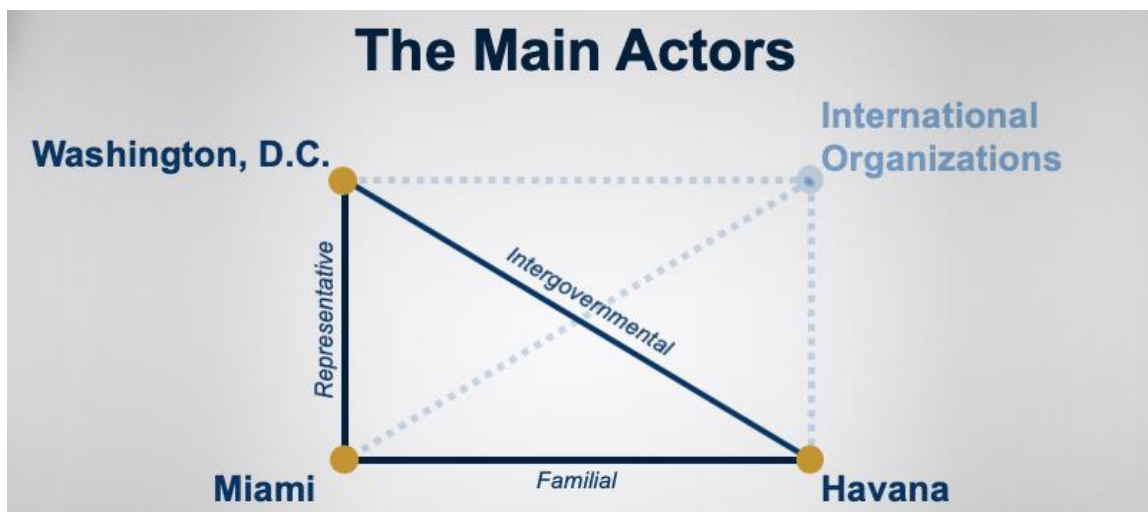 The Main Actors
International
Organizations
Washington, D.C.
Intergovernmental
Representative
Familial
Miami
Havana